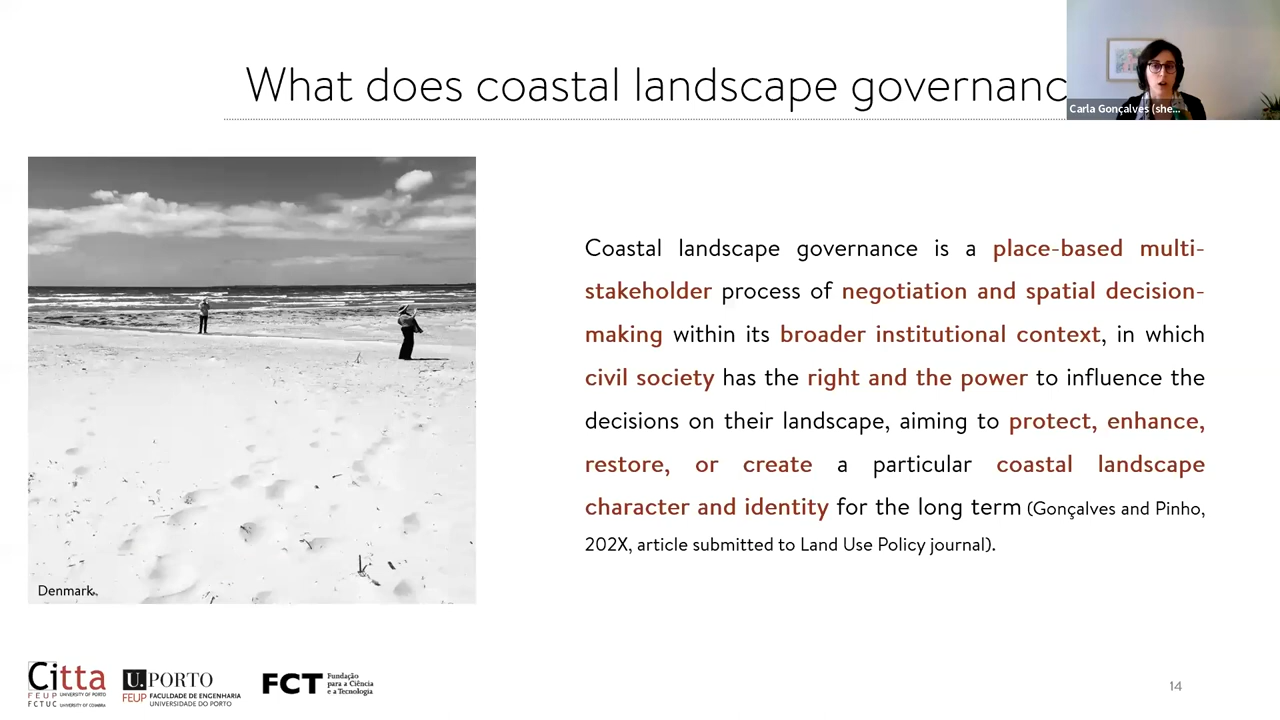 What does coastal landscape governanc
Carla Gonçalves (she...
Coastal landscape governance is a place-based multi-
stakeholder process of negotiation and spatial decision-
making within its broader institutional context, in which
civil society has the right and the power to influence the
decisions on their landscape, aiming to protect, enhance,
restore, or create a particular coastal landscape
character and identity for the long term (Gonçalves and Pinho,
202X, article submitted to Land Use Policy journal).
Denmark.
Citta
FEUP UNIVERSITY OF PORTO
FCTUC UNIVERSITY OF COIMBRA
U. PORTO
FEUP FACULDADE DE ENGENHARIA
UNIVERSIDADE DO PORTO
FCT Fundação
para a Ciência
e a Tecnologia
14